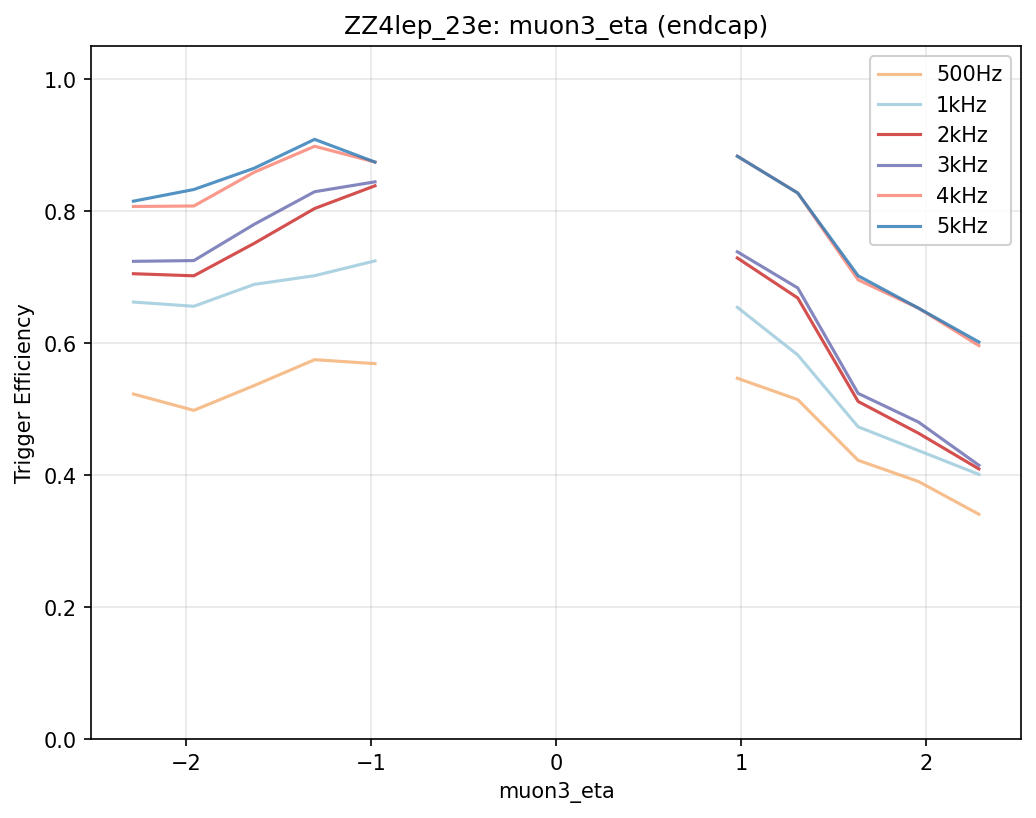 ZZ4lep_23e: muon3_eta (endcap)
500Hz
1kHz
2kHz
3kHz
4kHz
5kHz
Trigger Efficiency
1.0
0.8
0.6
0.4
0.2
0.0
−2
−1
0
1
2
muon3_eta